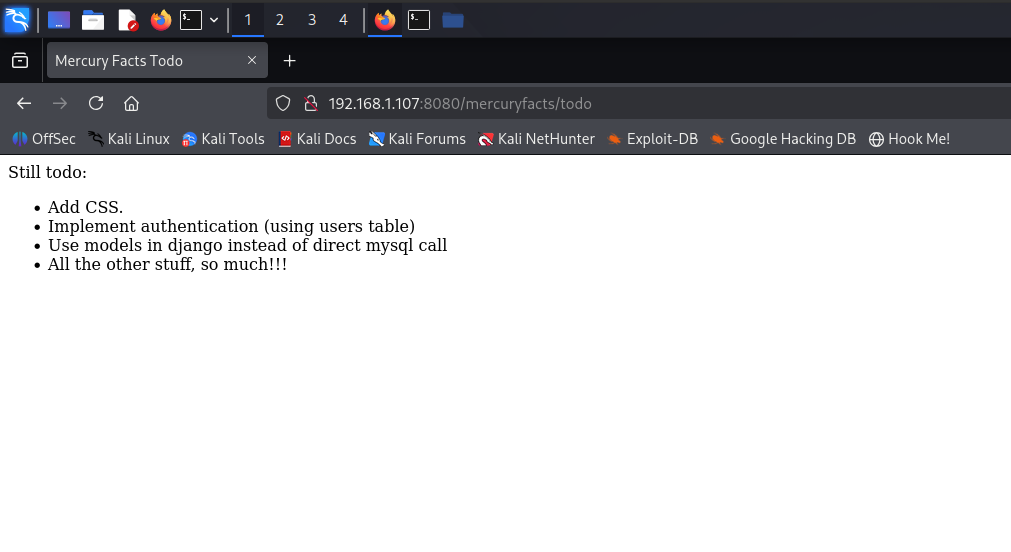 1 2 3 4
Mercury Facts Todo
192.168.1.107:8080/mercuryfacts/todo
OffSec Kali Linux Kali Tools Kali Docs Kali Forums Kali NetHunter Exploit-DB Google Hacking DB Hook Me!
Still todo:
• Add CSS.
• Implement authentication (using users table)
• Use models in django instead of direct mysql call
• All the other stuff, so much!!!